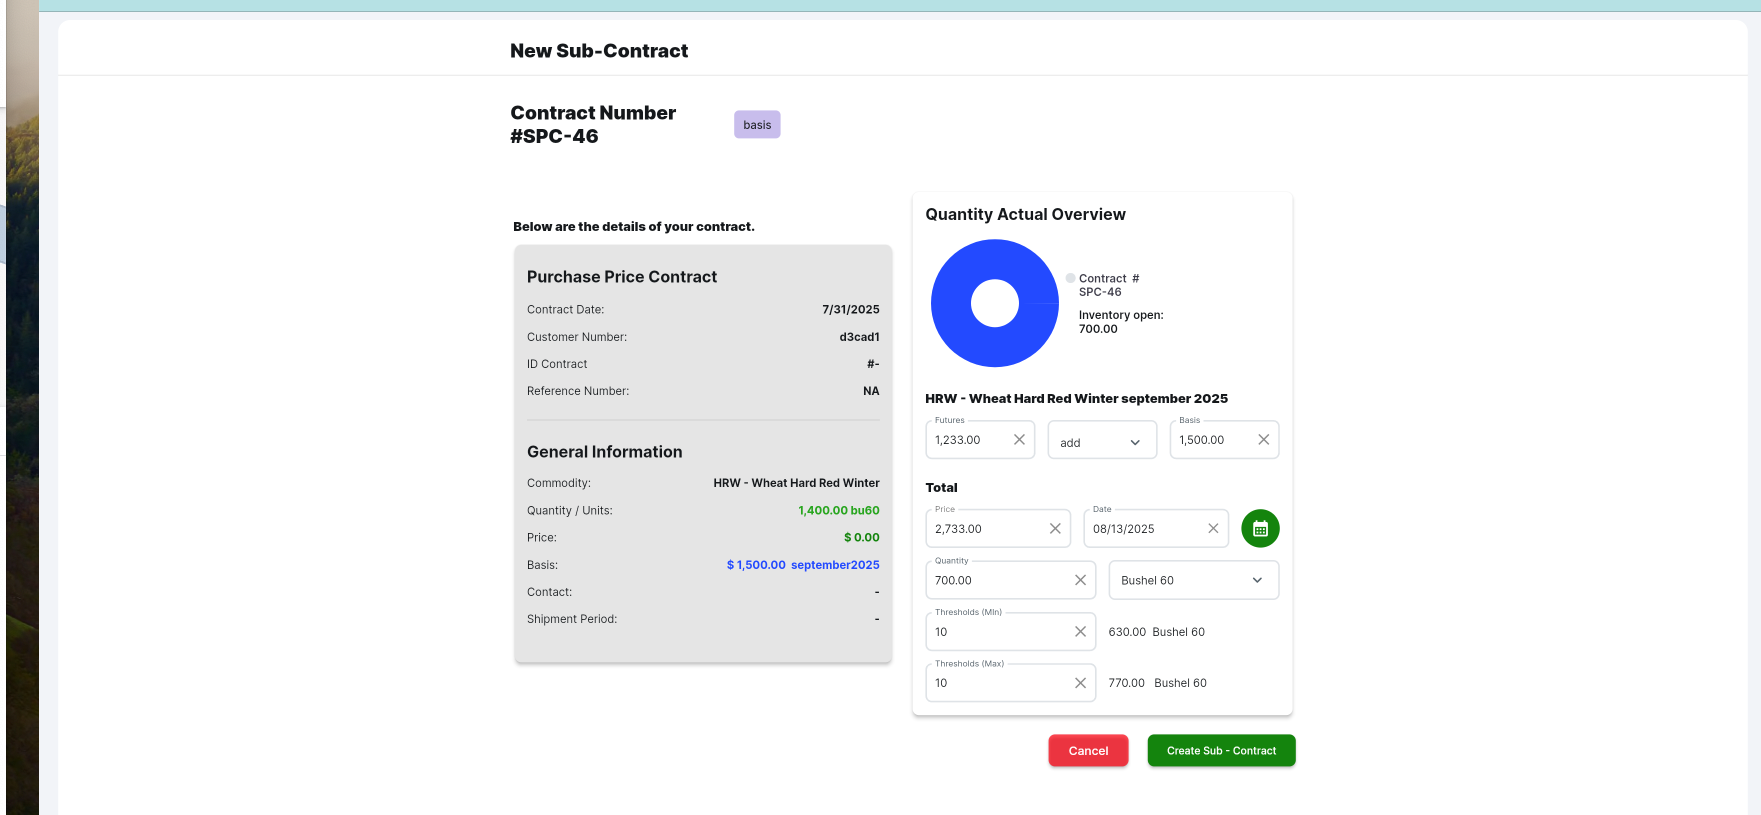 New Sub-Contract
Contract Number
#SPC-46
basis
Below are the details of your contract.
Purchase Price Contract
Contract Date: 7/31/2025
Customer Number: d3cad1
ID Contract #-
Reference Number: NA
General Information
Commodity: HRW - Wheat Hard Red Winter
Quantity / Units: 1,400.00 bu60
Price: $ 0.00
Basis: $ 1,500.00 september2025
Contact: -
Shipment Period: -
Quantity Actual Overview
Contract #
SPC-46
Inventory open:
700.00
HRW - Wheat Hard Red Winter september 2025
Futures Basis
1,233.00 add 1,500.00
Total
Price Date
2,733.00 08/13/2025
Quantity
700.00 Bushel 60
Thresholds (MIn)
10 630.00 Bushel 60
Thresholds (Max)
10 770.00 Bushel 60
Cancel Create Sub - Contract